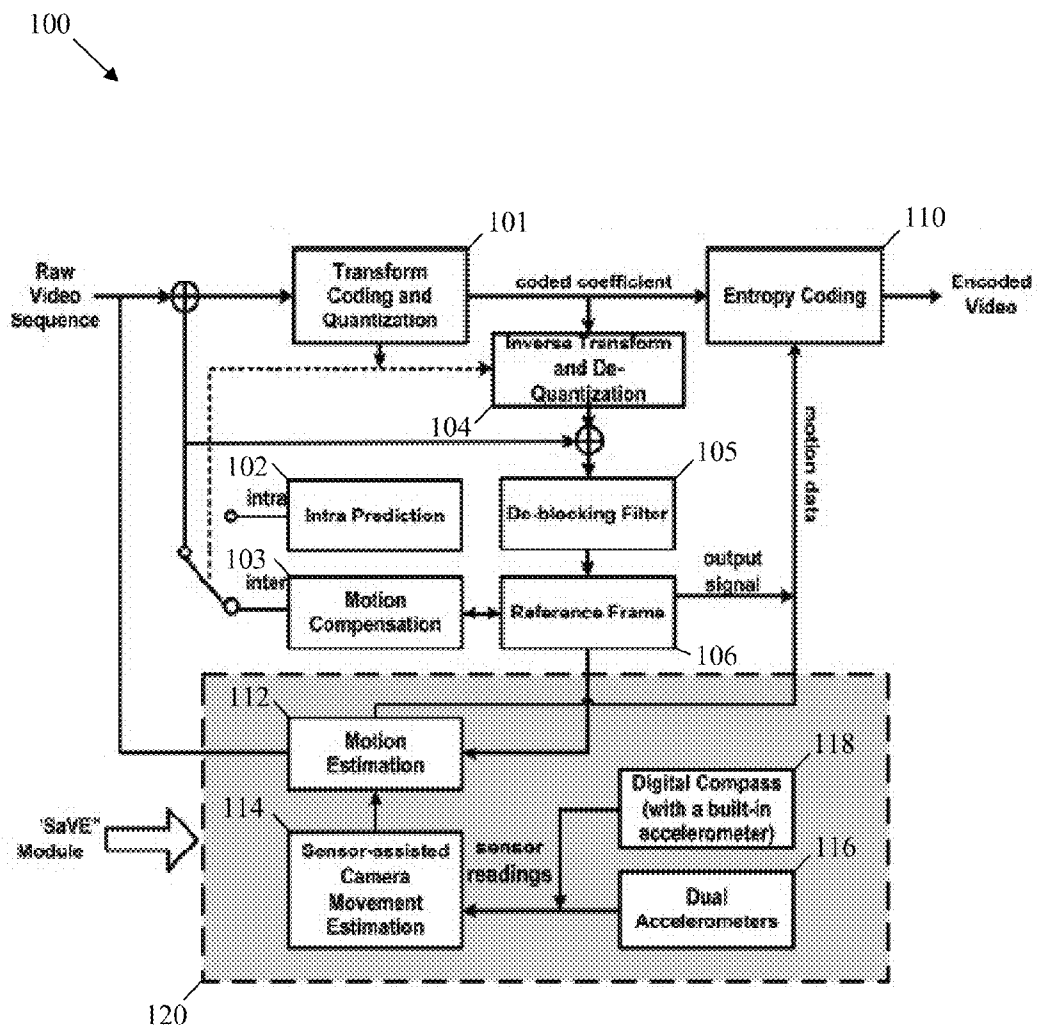 100
101
110
Raw
Video
Sequence
Transform
Coding and
Quantization
coded coefficient
Entropy Coding
Encoded
Video
Inverse Transform
and De-
Quantization
104
motion data
102
intra
Intra Prediction
105
De-blocking Filter
103
inter
Motion
Compensation
Reference Frame
output
signal
106
112
Motion
Estimation
118
Digital Compass
(with a built-in
accelerometer)
"SaVE"
Module
114
Sensor-assisted
Camera
Movement
Estimation
sensor
readings
116
Dual
Accelerometers
120